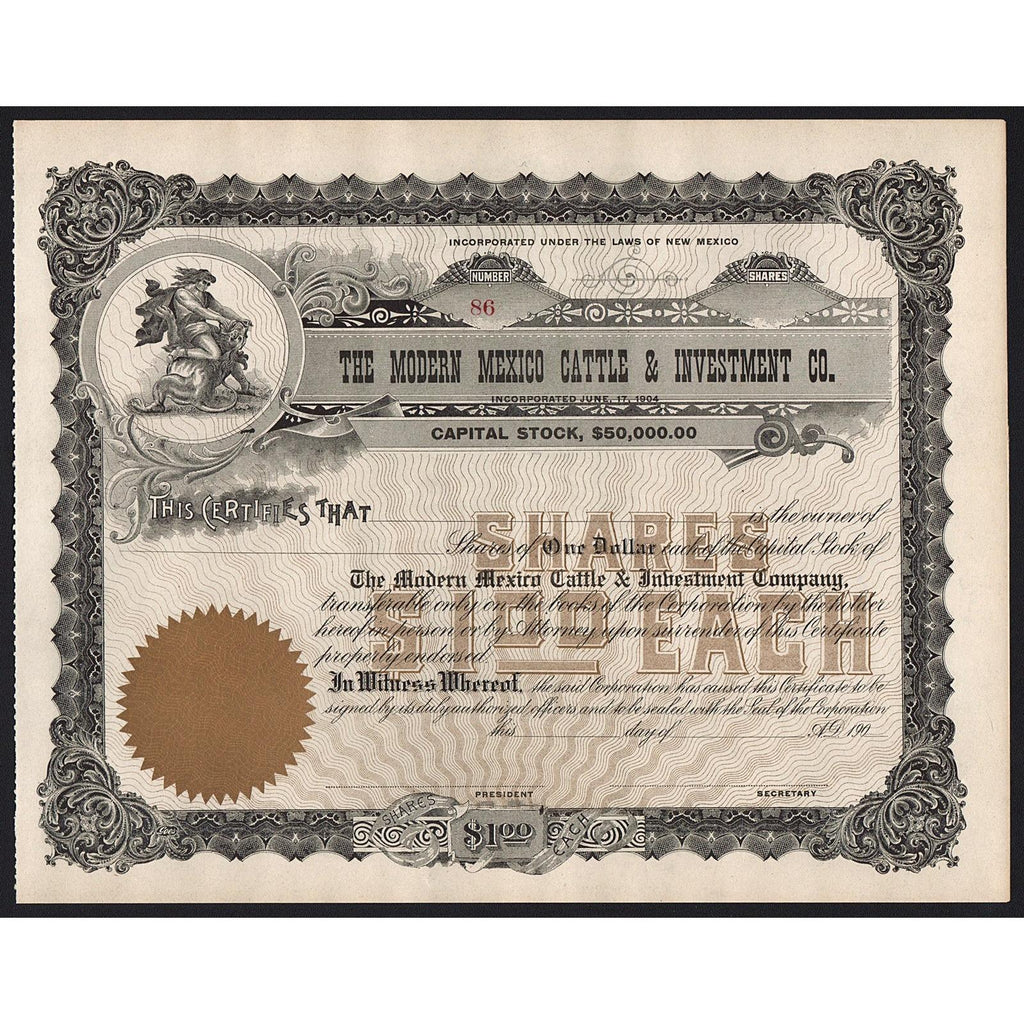 INCORPORATED UNDER THE LAWS OF NEW MEXICO
NUMBER SHARES
86
THE MODERN MEXICO CATTLE & INVESTMENT CO.
INCORPORATED JUNE, 17, 1904
CAPITAL STOCK, $50,000.00
THIS CERTIFIES THAT is the owner of
Shares of One Dollar each of the Capital Stock of
The Modern Mexico Cattle & Investment Company,
transferable only on the books of the Corporation by the holder
hereof in person or by Attorney upon surrender of this Certificate
properly endorsed.
In Witness Whereof, the said Corporation has caused this Certificate to be
signed by its duly authorized officers and to be sealed with the Seal of the Corporation
this day of A.D. 190
SHARES
$1.00 EACH
PRESIDENT SECRETARY
SHARES $1.00 EACH